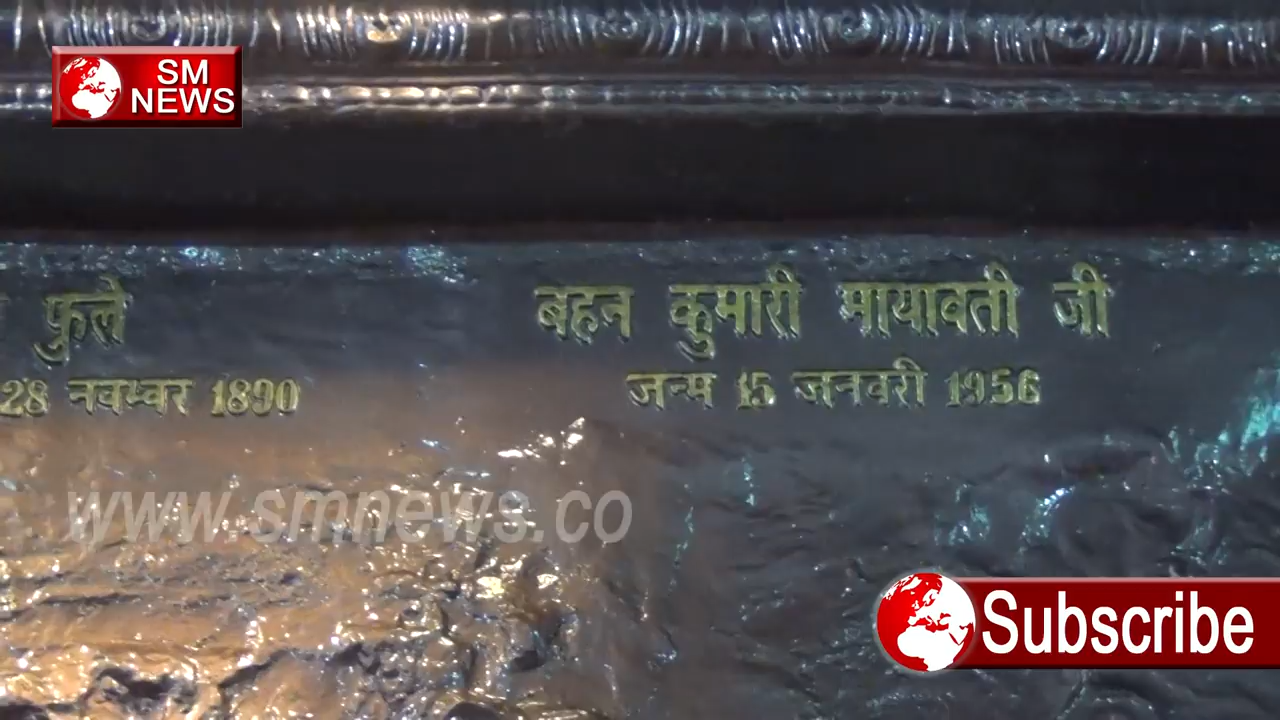 SM
NEWS
फुले
28 नवम्बर 1890
बहन कुमारी मायावती जी
जन्म 15 जनवरी 1956
www.smnews.co
Subscribe